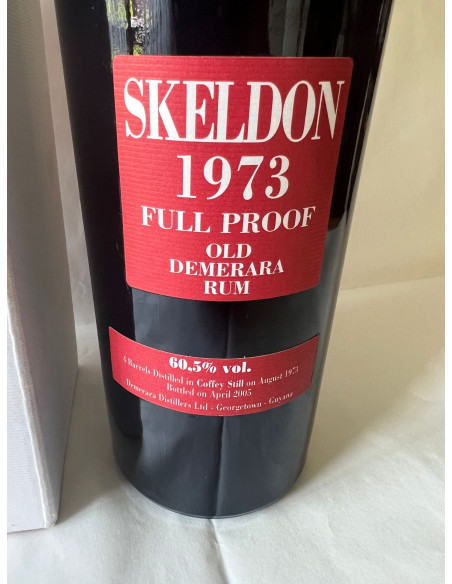 SKELDON
1973
FULL PROOF
OLD
DEMERARA
RUM
60,5% vol.
4 Barrels Distilled in Coffey Still on August 1973
Bottled on April 2005
Demerara Distillers Ltd - Georgetown - Guyana